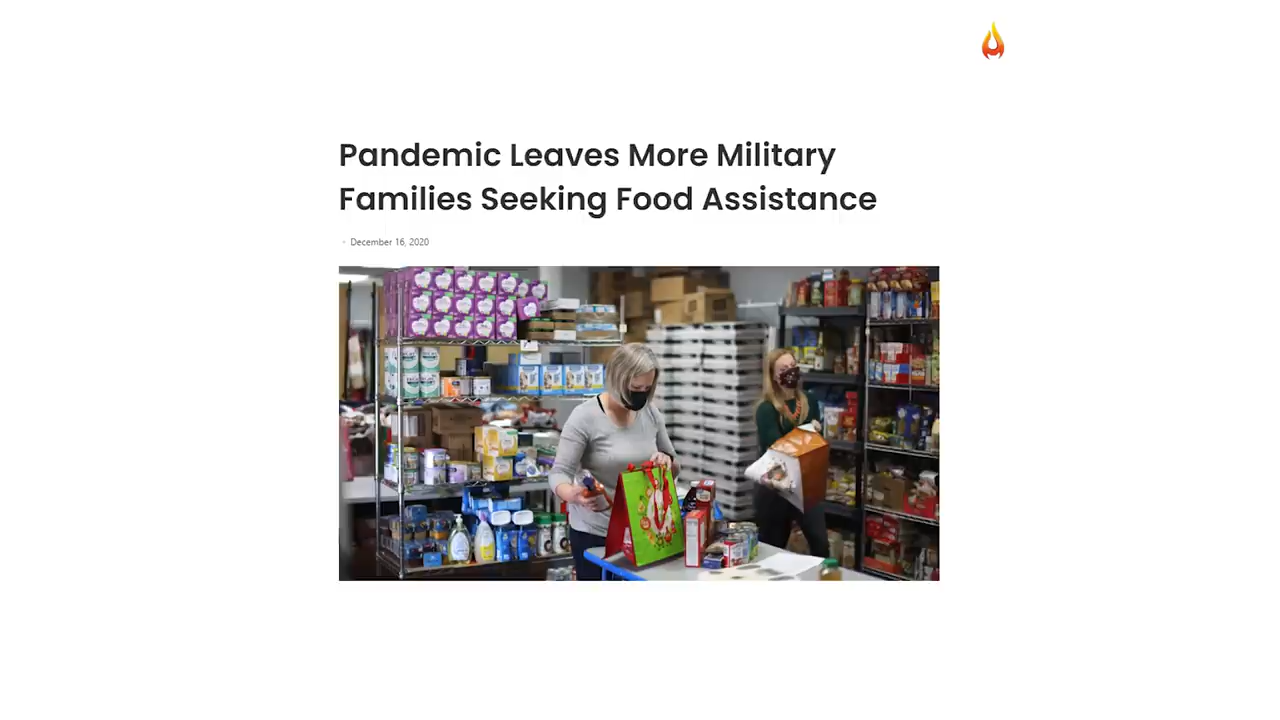 Pandemic Leaves More Military
Families Seeking Food Assistance
- December 16, 2020